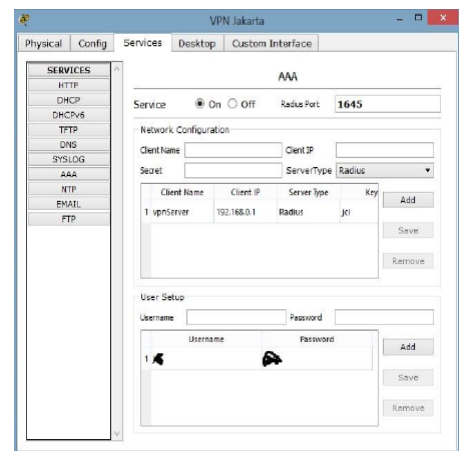 VPN Jakarta
Physical Config Services Desktop Custom Interface
SERVICES
HTTP
DHCP
DHCPv6
TFTP
DNS
SYSLOG
AAA
NTP
EMAIL
FTP
AAA
Service On Off Radius Port 1645
Network Configuration
Client Name Client IP
Secret ServerType Radius
Client Name Client IP Server Type Key
1 vpnServer 192.168.0.1 Radius jci
Add
Save
Remove
User Setup
Username Password
Username Password
1
Add
Save
Remove